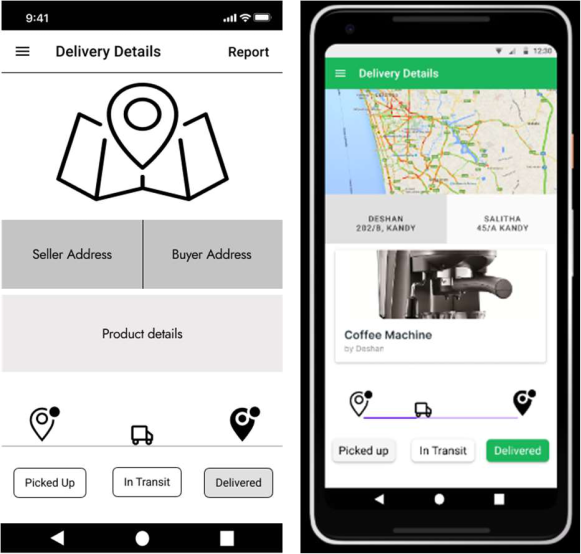 9:41
Delivery Details
Report
Seller Address
Buyer Address
Product details
Picked Up
In Transit
Delivered
12:30
Delivery Details
DESHAN
202/B, KANDY
SALITHA
45/A KANDY
Coffee Machine
by Deshan
Picked up
In Transit
Delivered